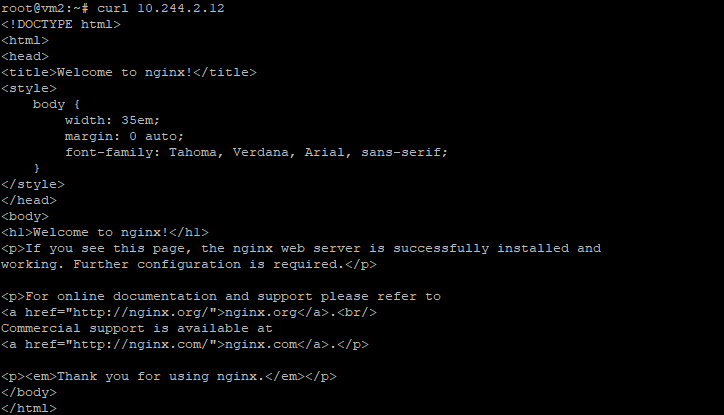 root@vm2:~# curl 10.244.2.12
<!DOCTYPE html>
<html>
<head>
<title>Welcome to nginx!</title>
<style>
    body {
        width: 35em;
        margin: 0 auto;
        font-family: Tahoma, Verdana, Arial, sans-serif;
    }
</style>
</head>
<body>
<h1>Welcome to nginx!</h1>
<p>If you see this page, the nginx web server is successfully installed and
working. Further configuration is required.</p>

<p>For online documentation and support please refer to
<a href="http://nginx.org/">nginx.org</a>.<br/>
Commercial support is available at
<a href="http://nginx.com/">nginx.com</a>.</p>

<p><em>Thank you for using nginx.</em></p>
</body>
</html>